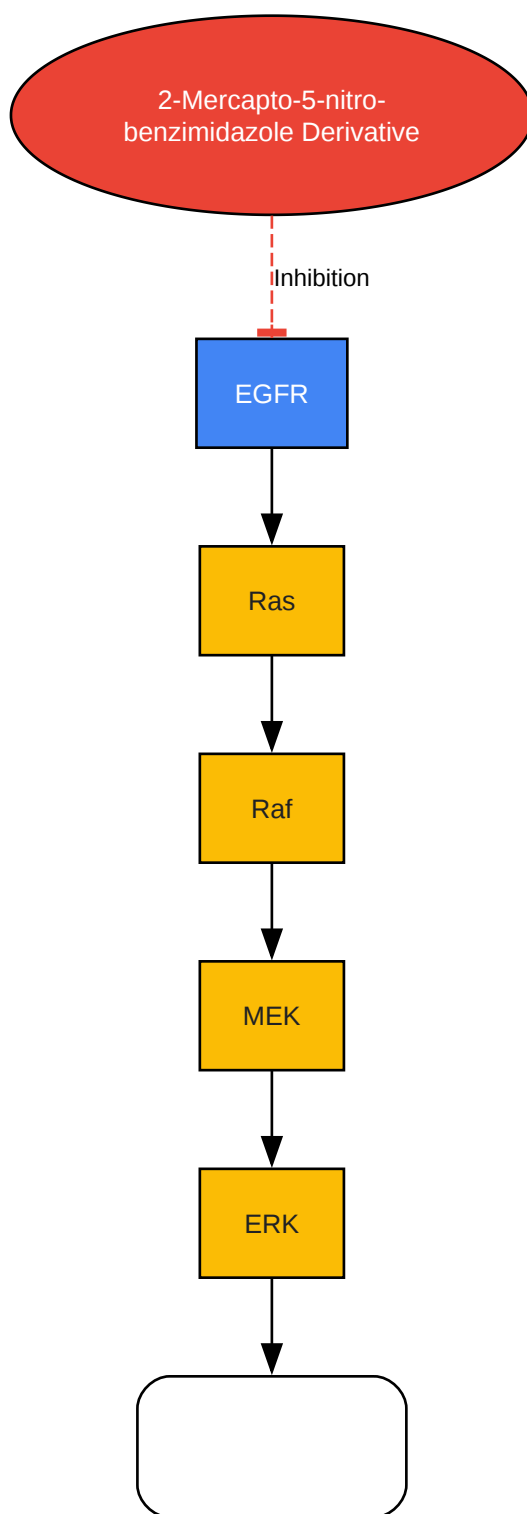 2-Mercapto-5-nitro-
benzimidazole Derivative
Inhibition
EGFR
Ras
Raf
MEK
ERK